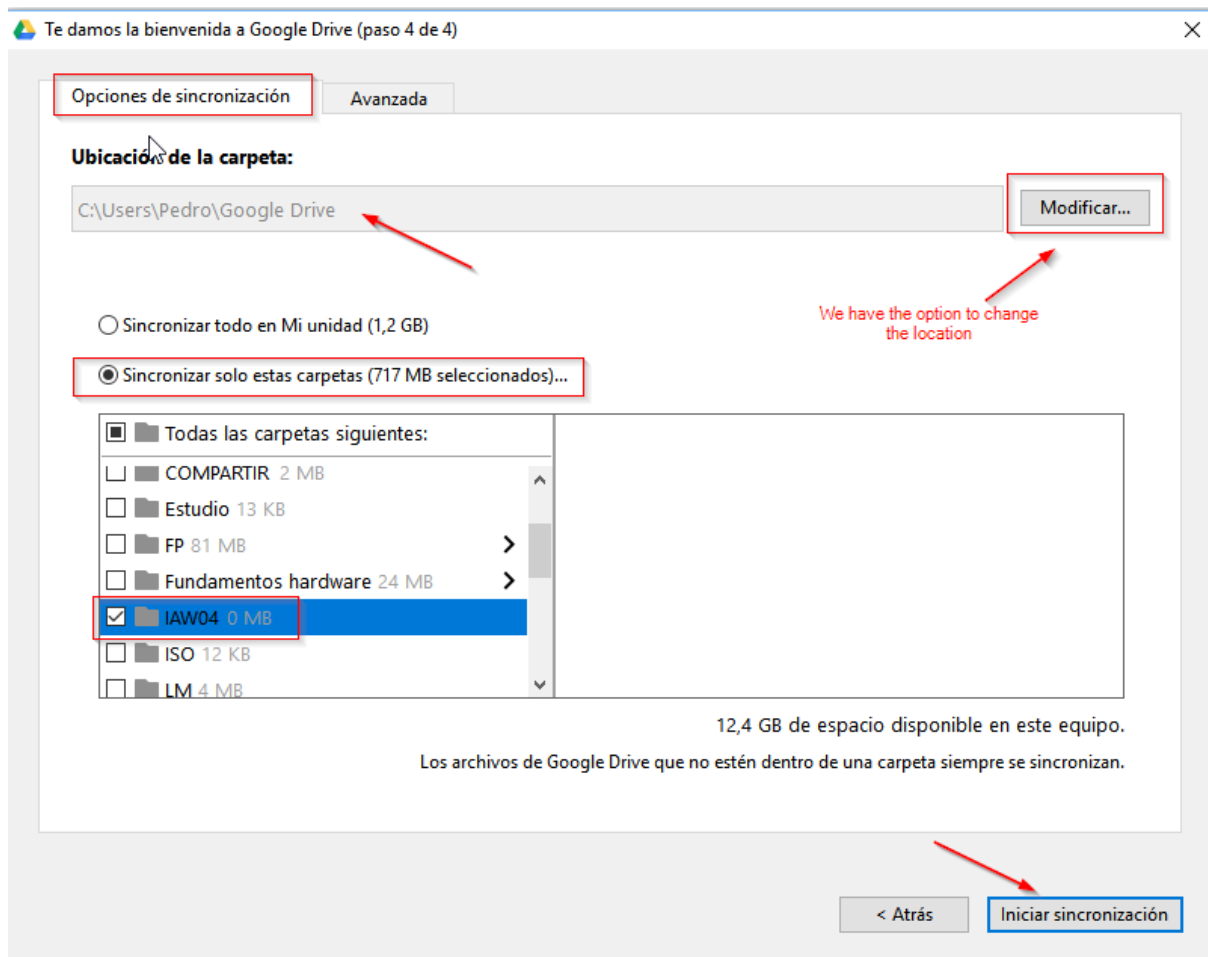 Te damos la bienvenida a Google Drive (paso 4 de 4)
Opciones de sincronización
Avanzada
Ubicación de la carpeta:
C:\Users\Pedro\Google Drive
Modificar...
We have the option to change
the location
Sincronizar todo en Mi unidad (1,2 GB)
Sincronizar solo estas carpetas (717 MB seleccionados)...
Todas las carpetas siguientes:
COMPARTIR 2 MB
Estudio 13 KB
FP 81 MB
Fundamentos hardware 24 MB
IAW04 0 MB
ISO 12 KB
LM 4 MB
12,4 GB de espacio disponible en este equipo.
Los archivos de Google Drive que no estén dentro de una carpeta siempre se sincronizan.
< Atrás
Iniciar sincronización